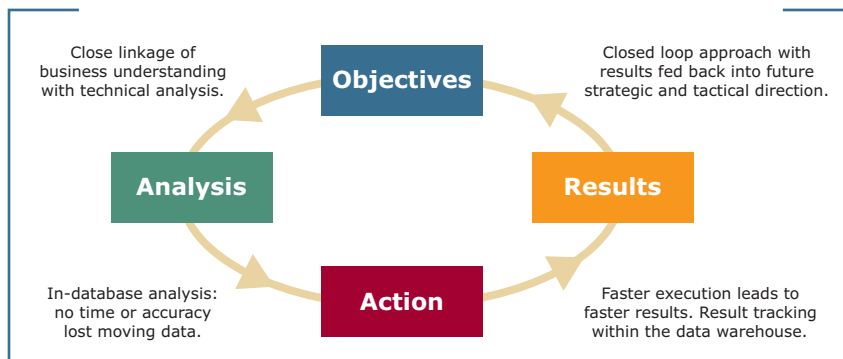 Close linkage of
business understanding
with technical analysis.
Objectives
Closed loop approach with
results fed back into future
strategic and tactical direction.
Analysis
Results
In-database analysis:
no time or accuracy
lost moving data.
Action
Faster execution leads to
faster results. Result tracking
within the data warehouse.